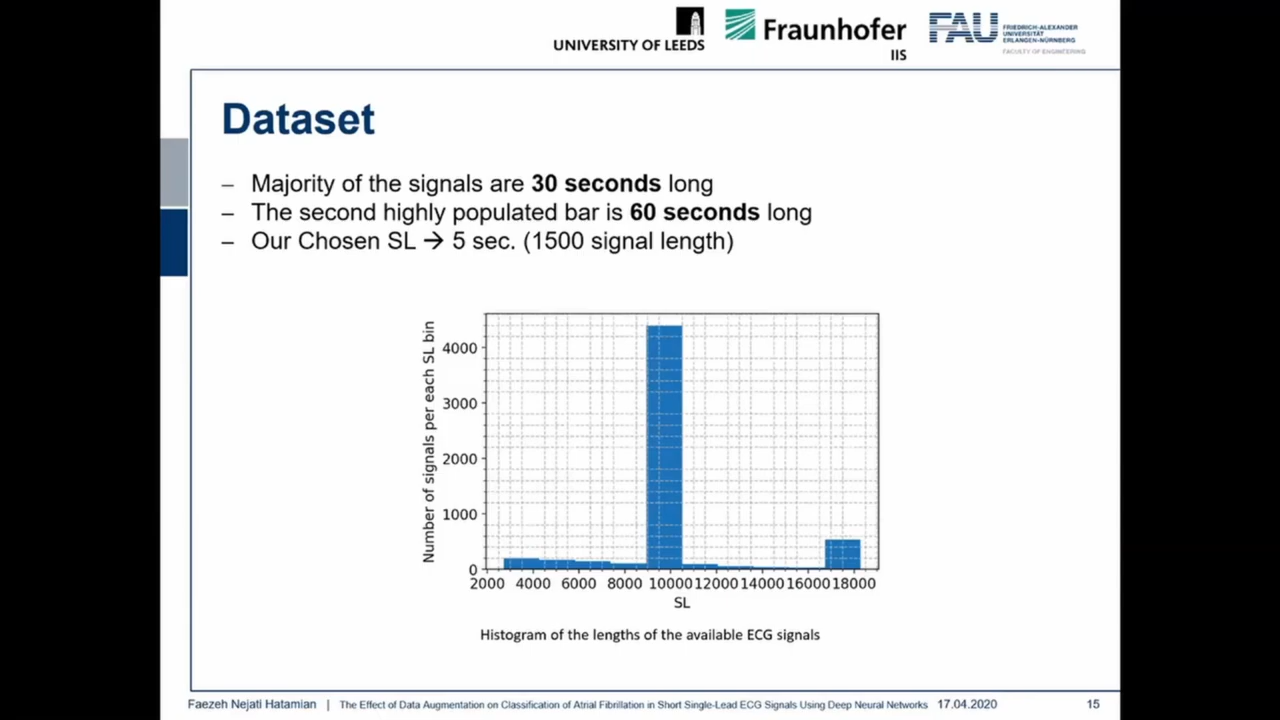 UNIVERSITY OF LEEDS
Fraunhofer
IIS
FAU
FRIEDRICH-ALEXANDER
UNIVERSITÄT
ERLANGEN-NÜRNBERG
FACULTY OF ENGINEERING
Dataset
– Majority of the signals are 30 seconds long
– The second highly populated bar is 60 seconds long
– Our Chosen SL → 5 sec. (1500 signal length)
Number of signals per each SL bin
4000
3000
2000
1000
0
2000 4000 6000 8000 10000 12000 14000 16000 18000
SL
Histogram of the lengths of the available ECG signals
Faezeh Nejati Hatamian | The Effect of Data Augmentation on Classification of Atrial Fibrillation in Short Single-Lead ECG Signals Using Deep Neural Networks 17.04.2020 15